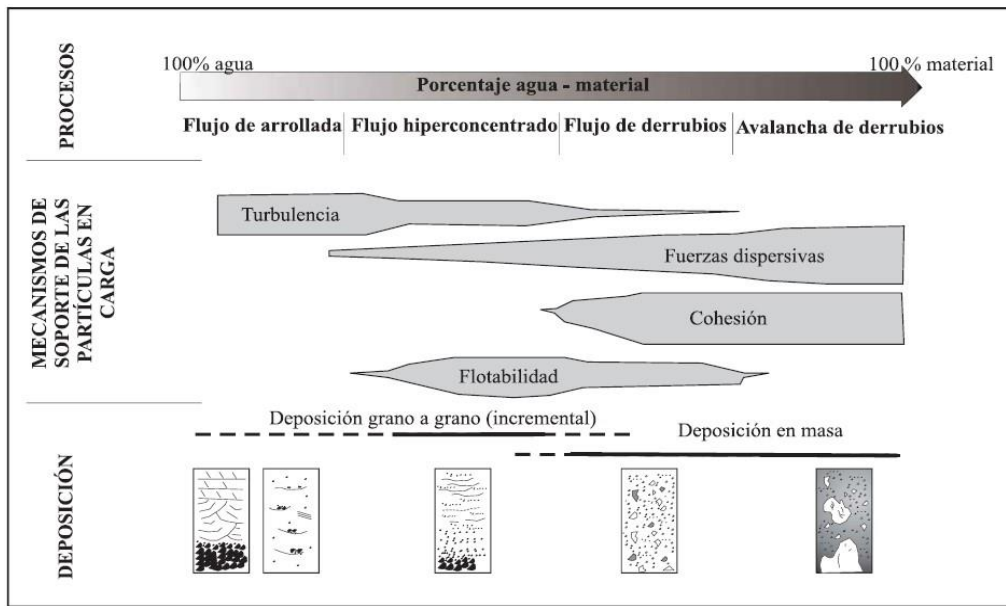 PROCESOS
100% agua
100 % material
Porcentaje agua - material
Flujo de arrollada
Flujo hiperconcentrado
Flujo de derrubios
Avalancha de derrubios
MECANISMOS DE
SOPORTE DE LAS
PARTÍCULAS EN
CARGA
Turbulencia
Fuerzas dispersivas
Cohesión
Flotabilidad
DEPOSICIÓN
Deposición grano a grano (incremental)
Deposición en masa